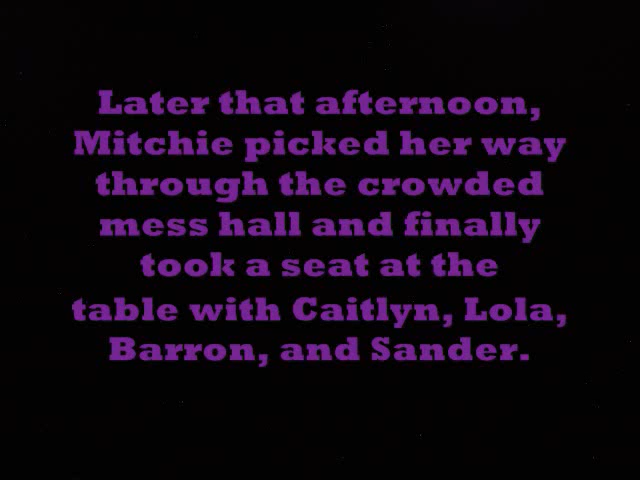 Later that afternoon,
Mitchie picked her way
through the crowded
mess hall and finally
took a seat at the
table with Caitlyn, Lola,
Barron, and Sander.